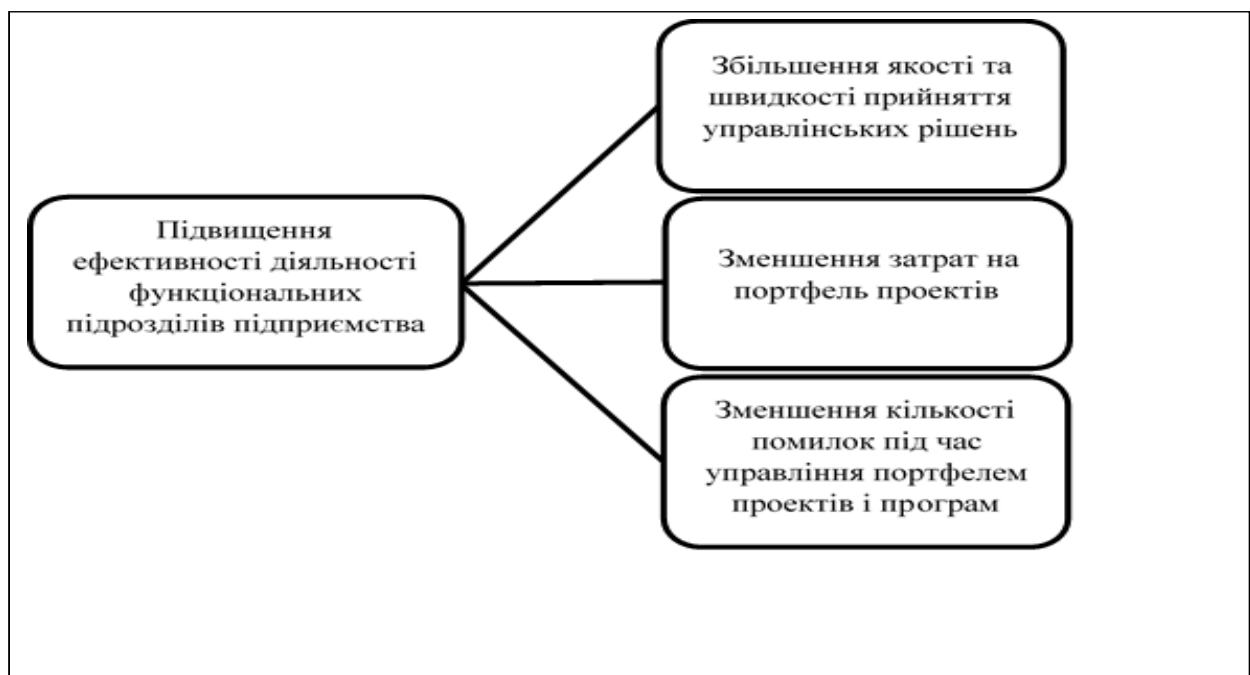 Підвищення
ефективності діяльності
функціональних
підрозділів підприємства
Збільшення якості та
швидкості прийняття
управлінських рішень
Зменшення затрат на
портфель проектів
Зменшення кількості
помилок під час
управління портфелем
проектів і програм